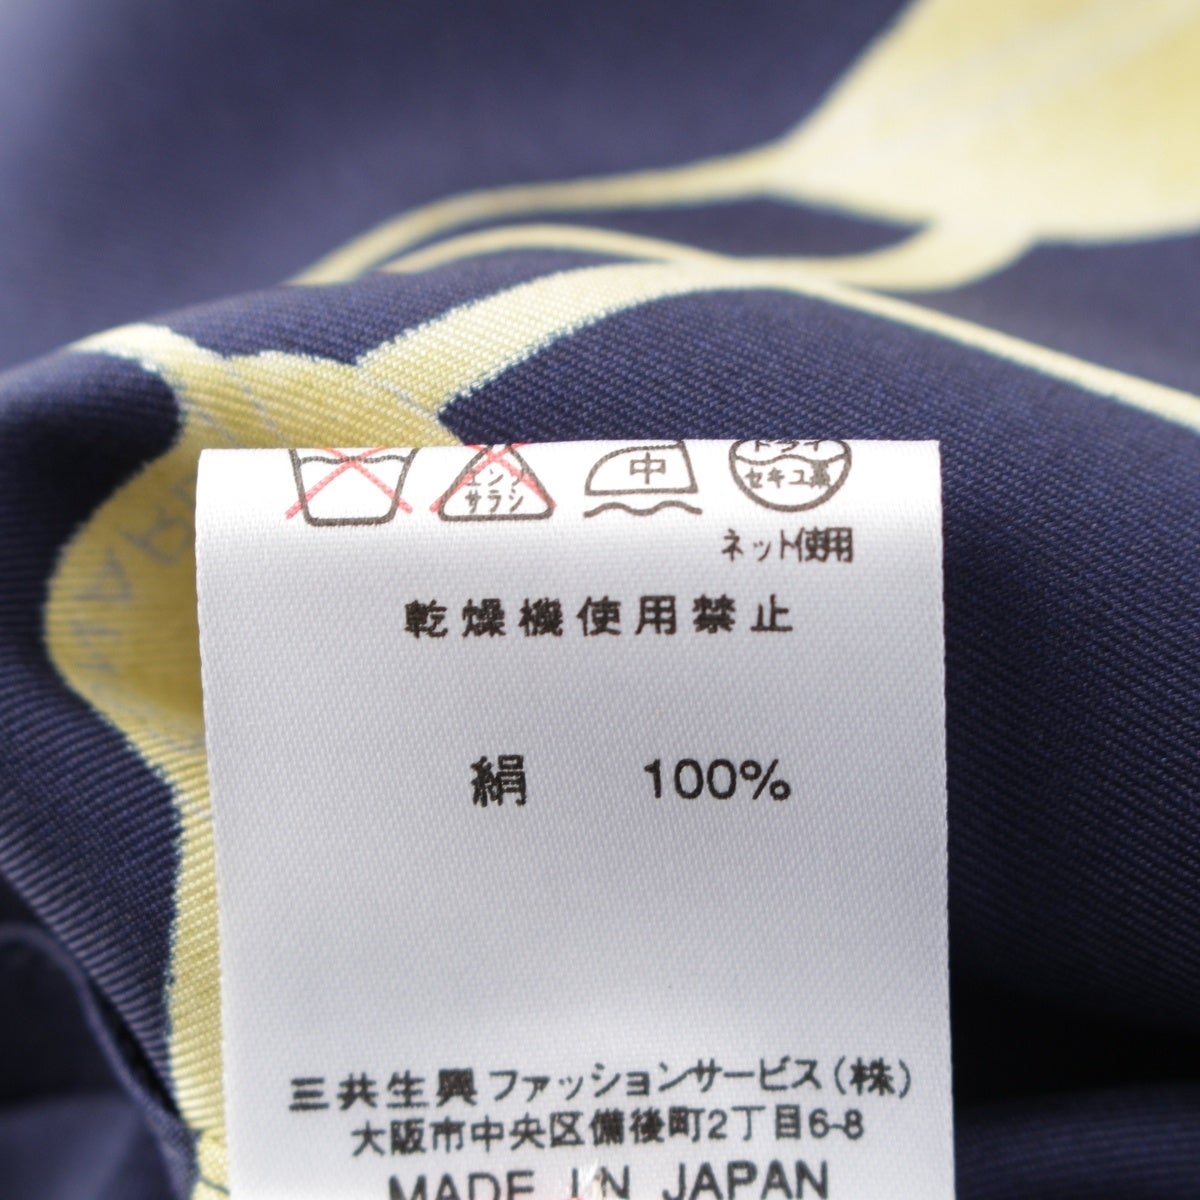 エンソ サラシ 中 ドライ セキユ系
ネット使用
乾燥機使用禁止
絹 100%
三共生興ファッションサービス(株)
大阪市中央区備後町2丁目6-8
MADE IN JAPAN